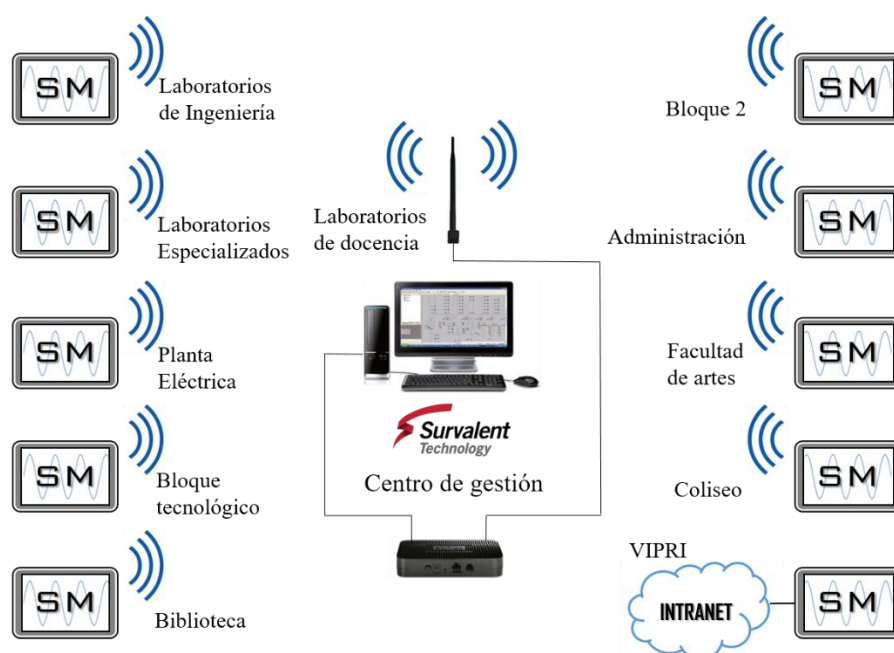 SM
Laboratorios
de Ingeniería
SM
Laboratorios
Especializados
SM
Planta
Eléctrica
SM
Bloque
tecnológico
SM
Biblioteca
Laboratorios
de docencia
Survalent
Technology
Centro de gestión
Bloque 2
SM
Administración
SM
Facultad
de artes
SM
Coliseo
SM
VIPRI
INTRANET
SM